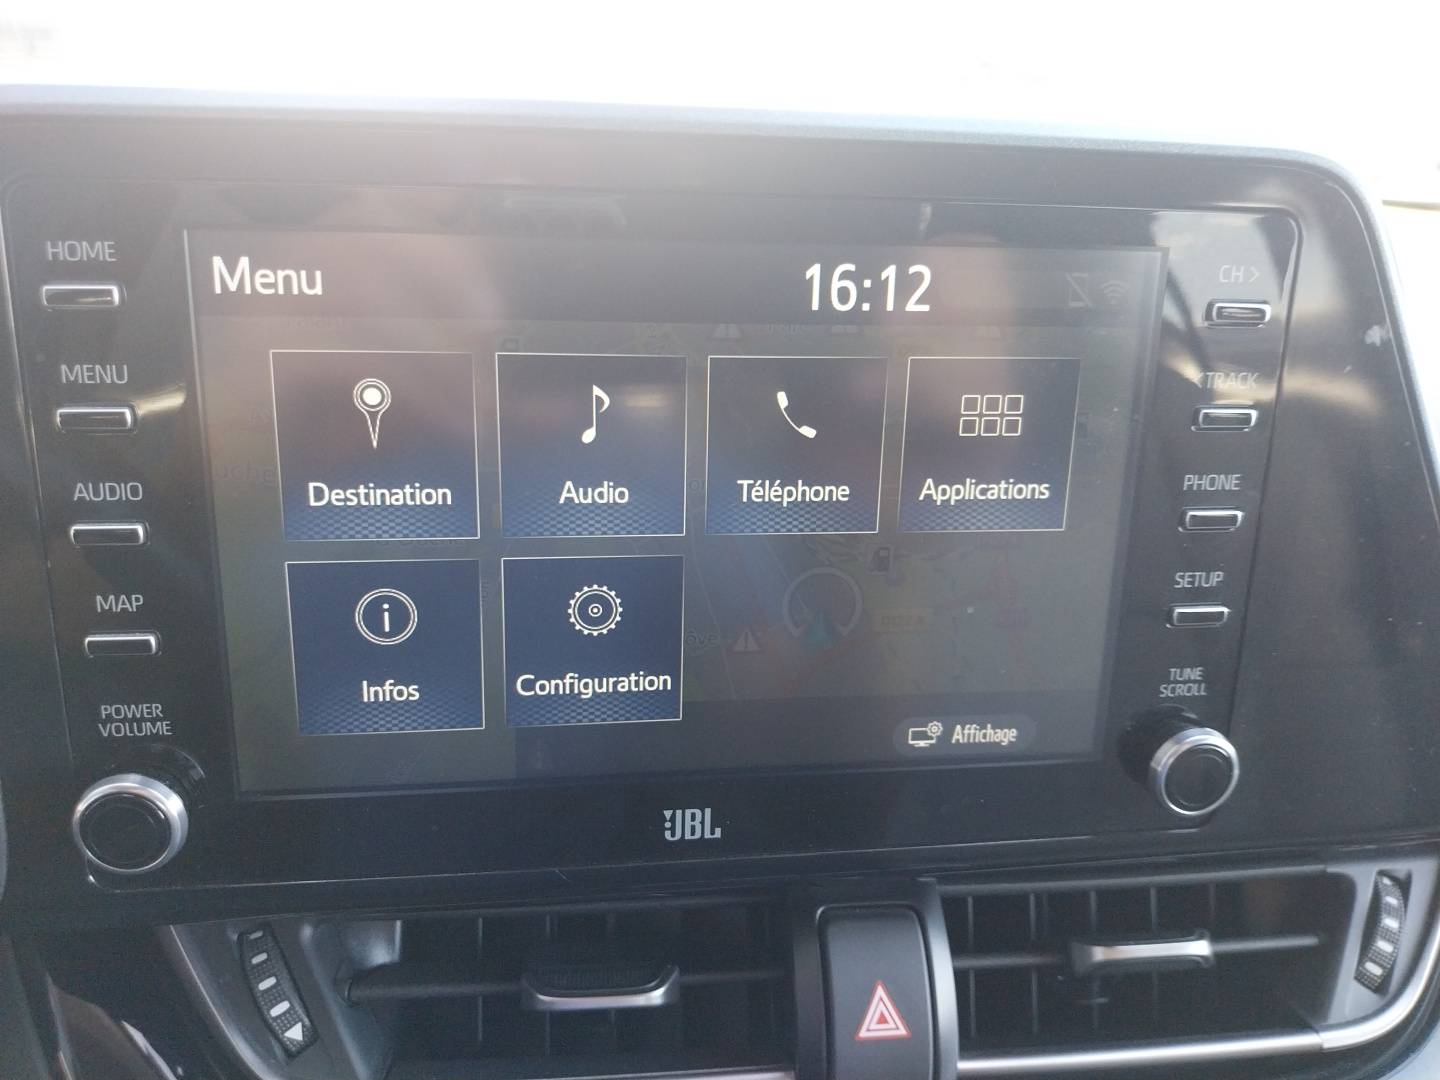 HOME
MENU
AUDIO
MAP
POWER
VOLUME
Menu
16:12
Destination
Audio
Téléphone
Applications
Infos
Configuration
Affichage
CH >
< TRACK
PHONE
SETUP
TUNE
SCROLL
JBL